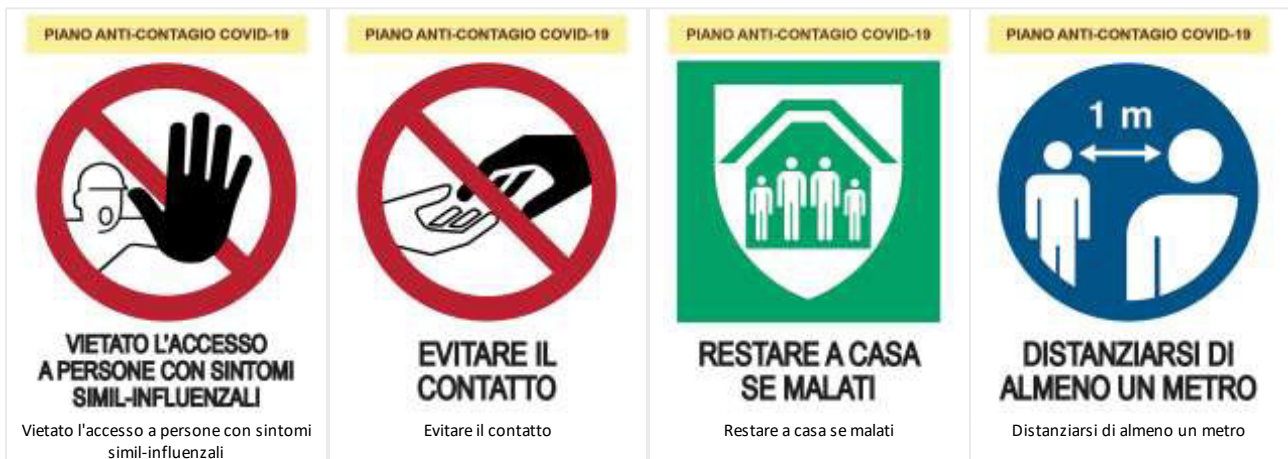 PIANO ANTI-CONTAGIO COVID-19
VIETATO L'ACCESSO
A PERSONE CON SINTOMI
SIMIL-INFLUENZALI
Vietato l'accesso a persone con sintomi
simil-influenzali
PIANO ANTI-CONTAGIO COVID-19
EVITARE IL
CONTATTO
Evitare il contatto
PIANO ANTI-CONTAGIO COVID-19
RESTARE A CASA
SE MALATI
Restare a casa se malati
PIANO ANTI-CONTAGIO COVID-19
1 m
DISTANZIARSI DI
ALMENO UN METRO
Distanziarsi di almeno un metro